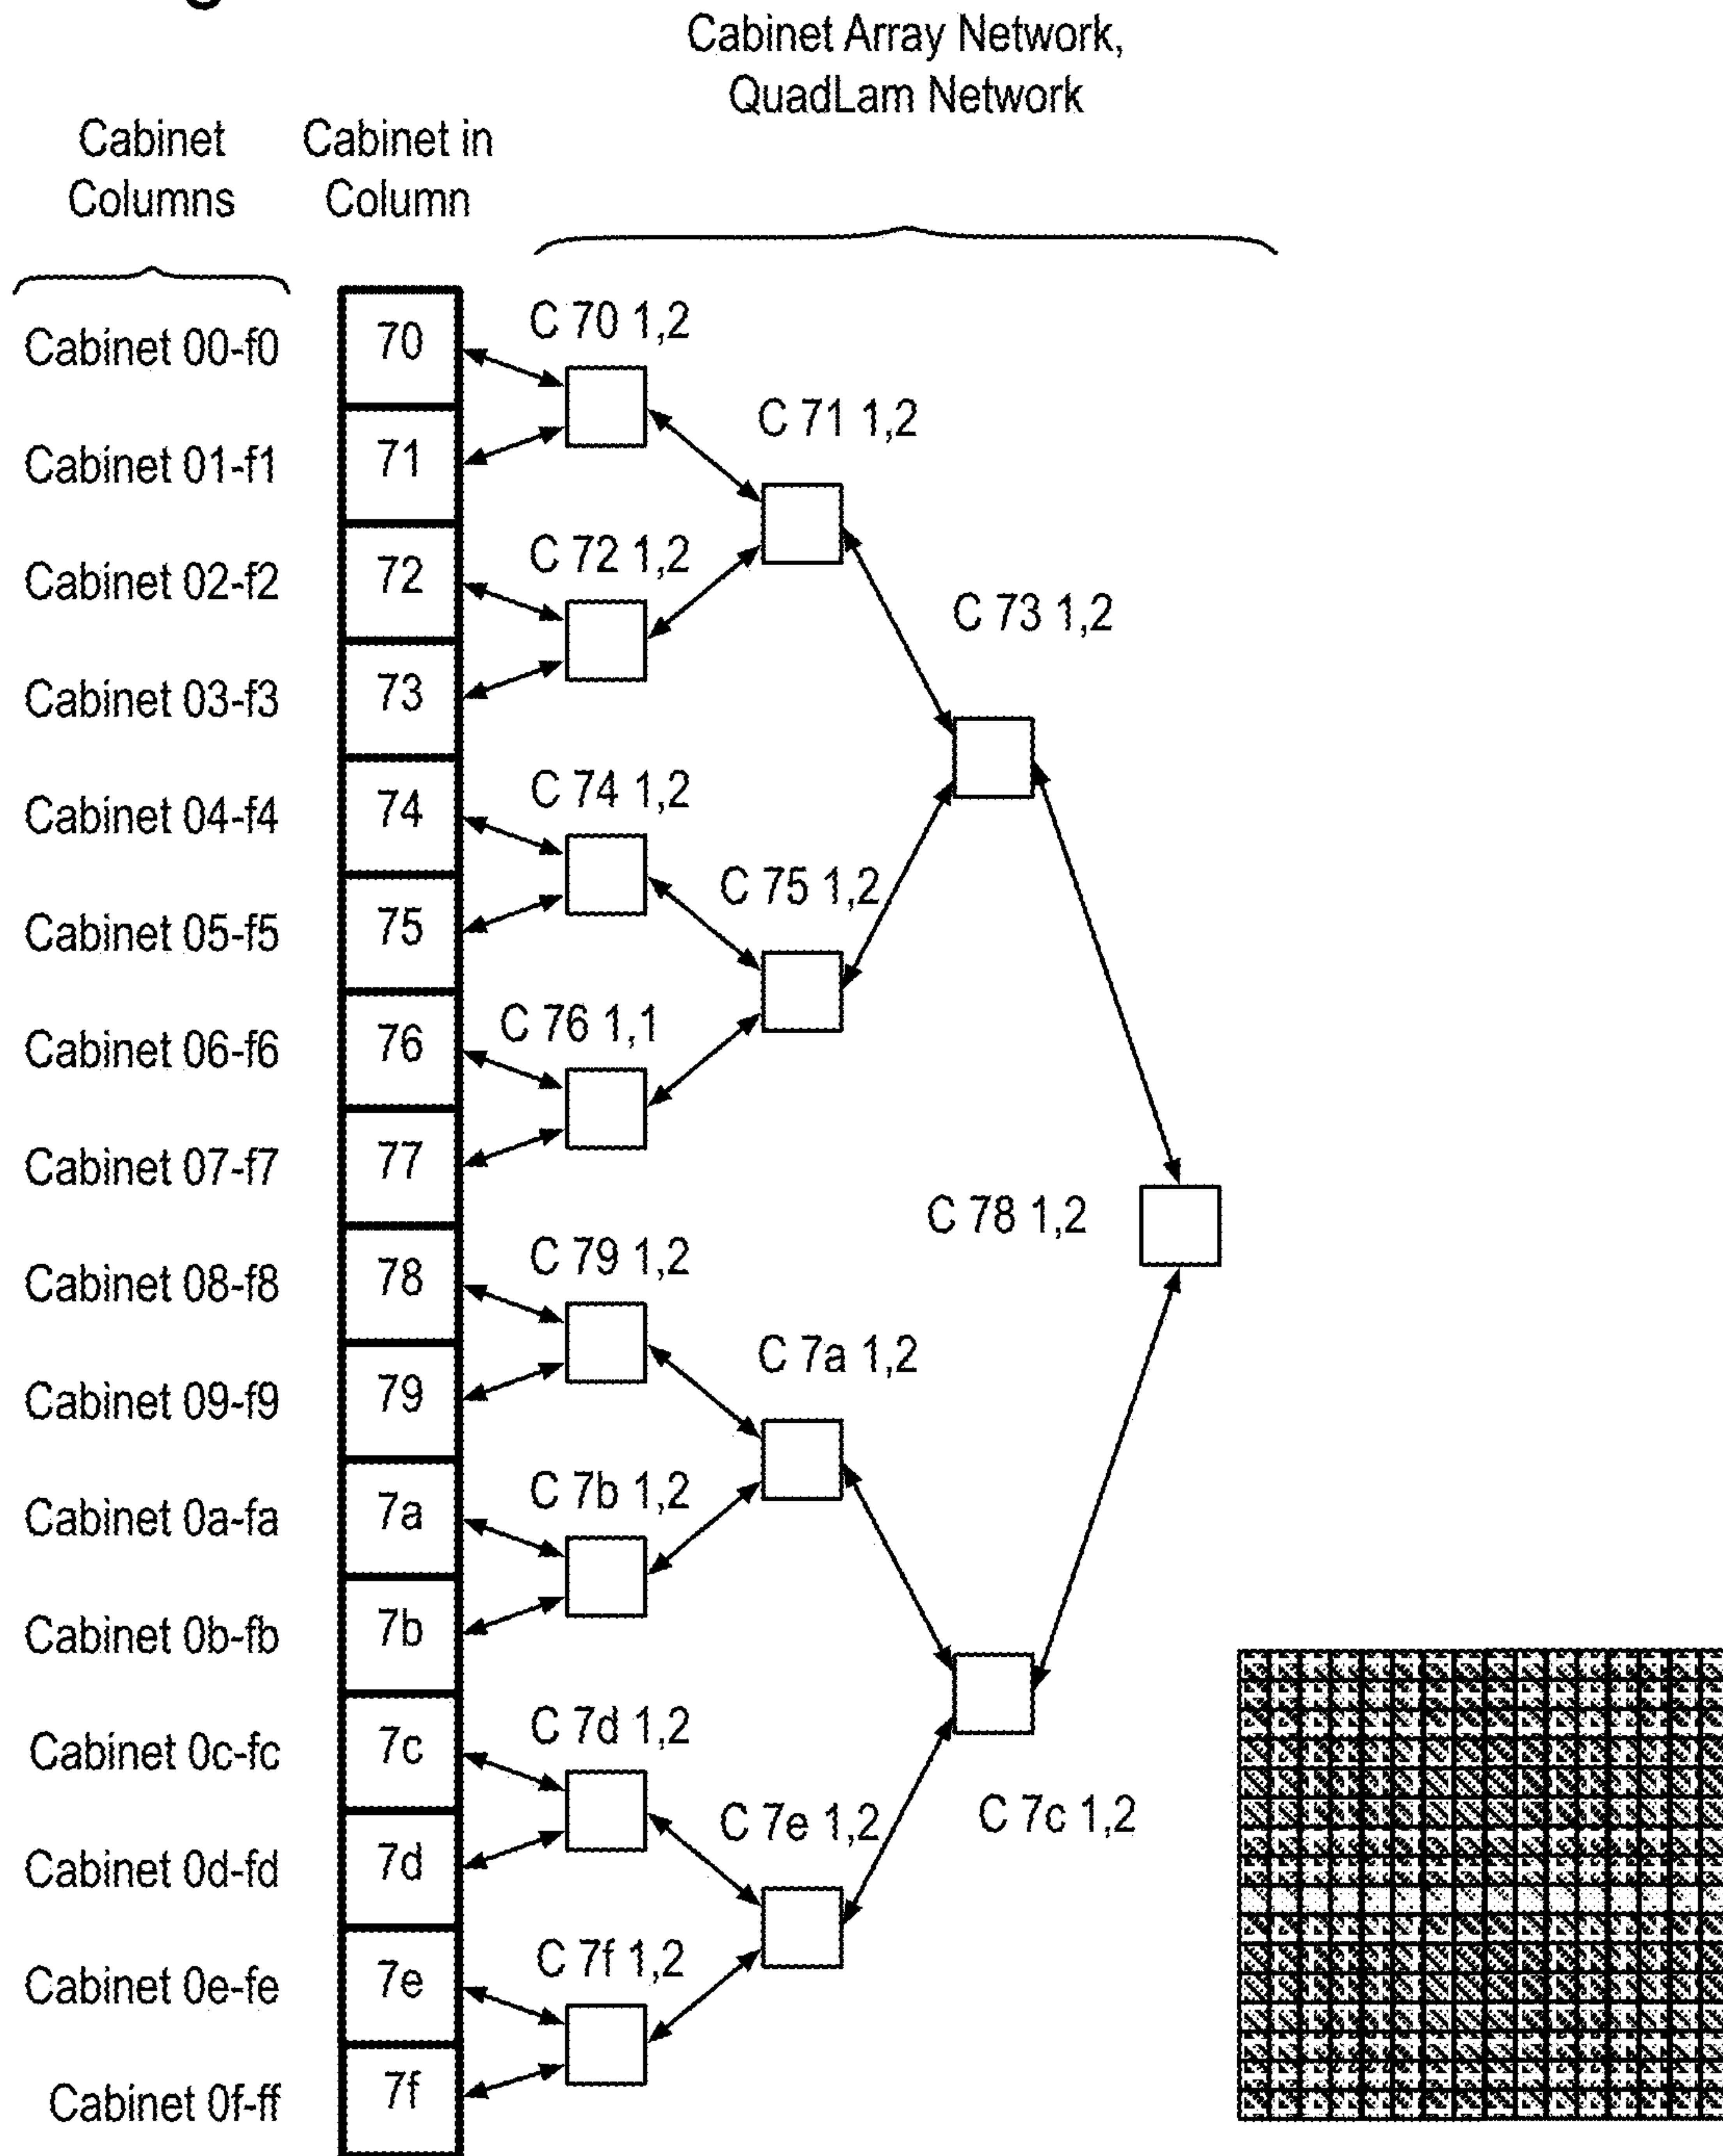 Cabinet Array Network,
QuadLam Network
Cabinet
Columns
Cabinet in
Column
Cabinet 00-f0
70
C 70 1,2
Cabinet 01-f1
71
C 71 1,2
Cabinet 02-f2
72
C 72 1,2
C 73 1,2
Cabinet 03-f3
73
Cabinet 04-f4
74
C 74 1,2
Cabinet 05-f5
75
C 75 1,2
Cabinet 06-f6
76
C 76 1,1
Cabinet 07-f7
77
C 78 1,2
Cabinet 08-f8
78
C 79 1,2
Cabinet 09-f9
79
C 7a 1,2
Cabinet 0a-fa
7a
C 7b 1,2
Cabinet 0b-fb
7b
Cabinet 0c-fc
7c
C 7d 1,2
C 7c 1,2
Cabinet 0d-fd
7d
C 7e 1,2
Cabinet 0e-fe
7e
C 7f 1,2
Cabinet 0f-ff
7f